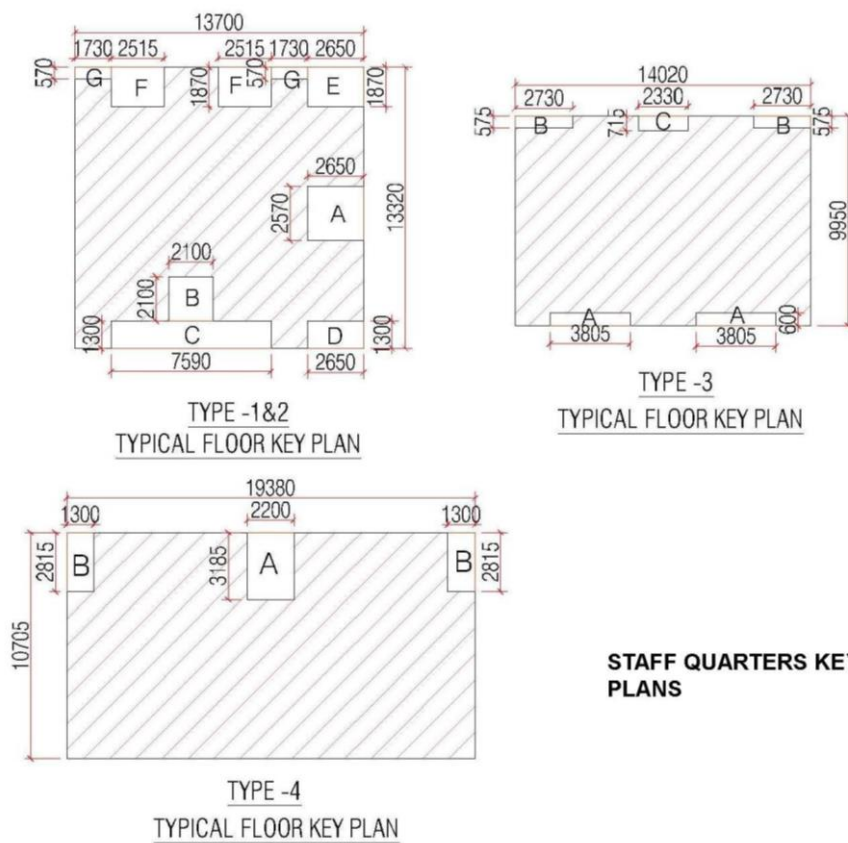 13700
1730 2515 2515 1730 2650
570 G F 1870 F 570 G E 1870
2650
2570 A 13320
2100
2100 B
1300 C D 1300
7590 2650
TYPE -1&2
TYPICAL FLOOR KEY PLAN
14020
2730 2330 2730
575 B 715 C B 575
9950
A A 600
3805 3805
TYPE -3
TYPICAL FLOOR KEY PLAN
19380
1300 2200 1300
2815 B 3185 A B 2815
10705
TYPE -4
TYPICAL FLOOR KEY PLAN
STAFF QUARTERS KEY
PLANS